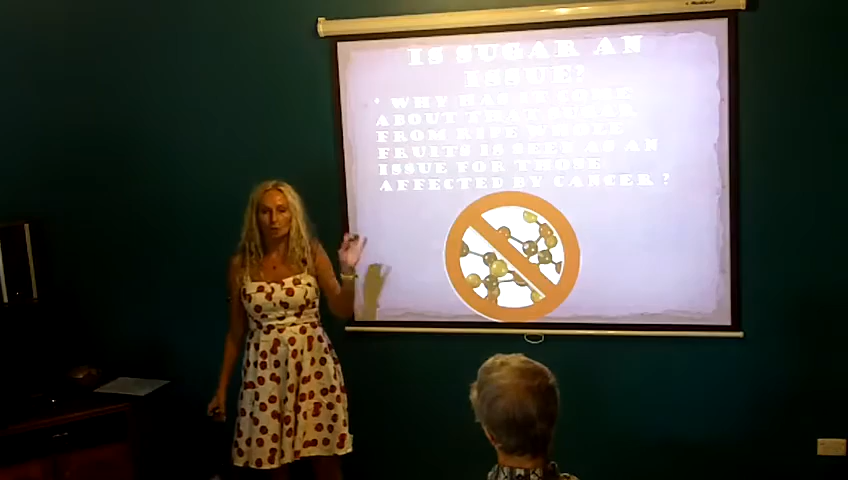 IS SUGAR AN
ISSUE?
• WHY HAS IT COME
ABOUT THAT SUGAR
FROM RIPE WHOLE
FRUITS IS SEEN AS AN
ISSUE FOR THOSE
AFFECTED BY CANCER ?